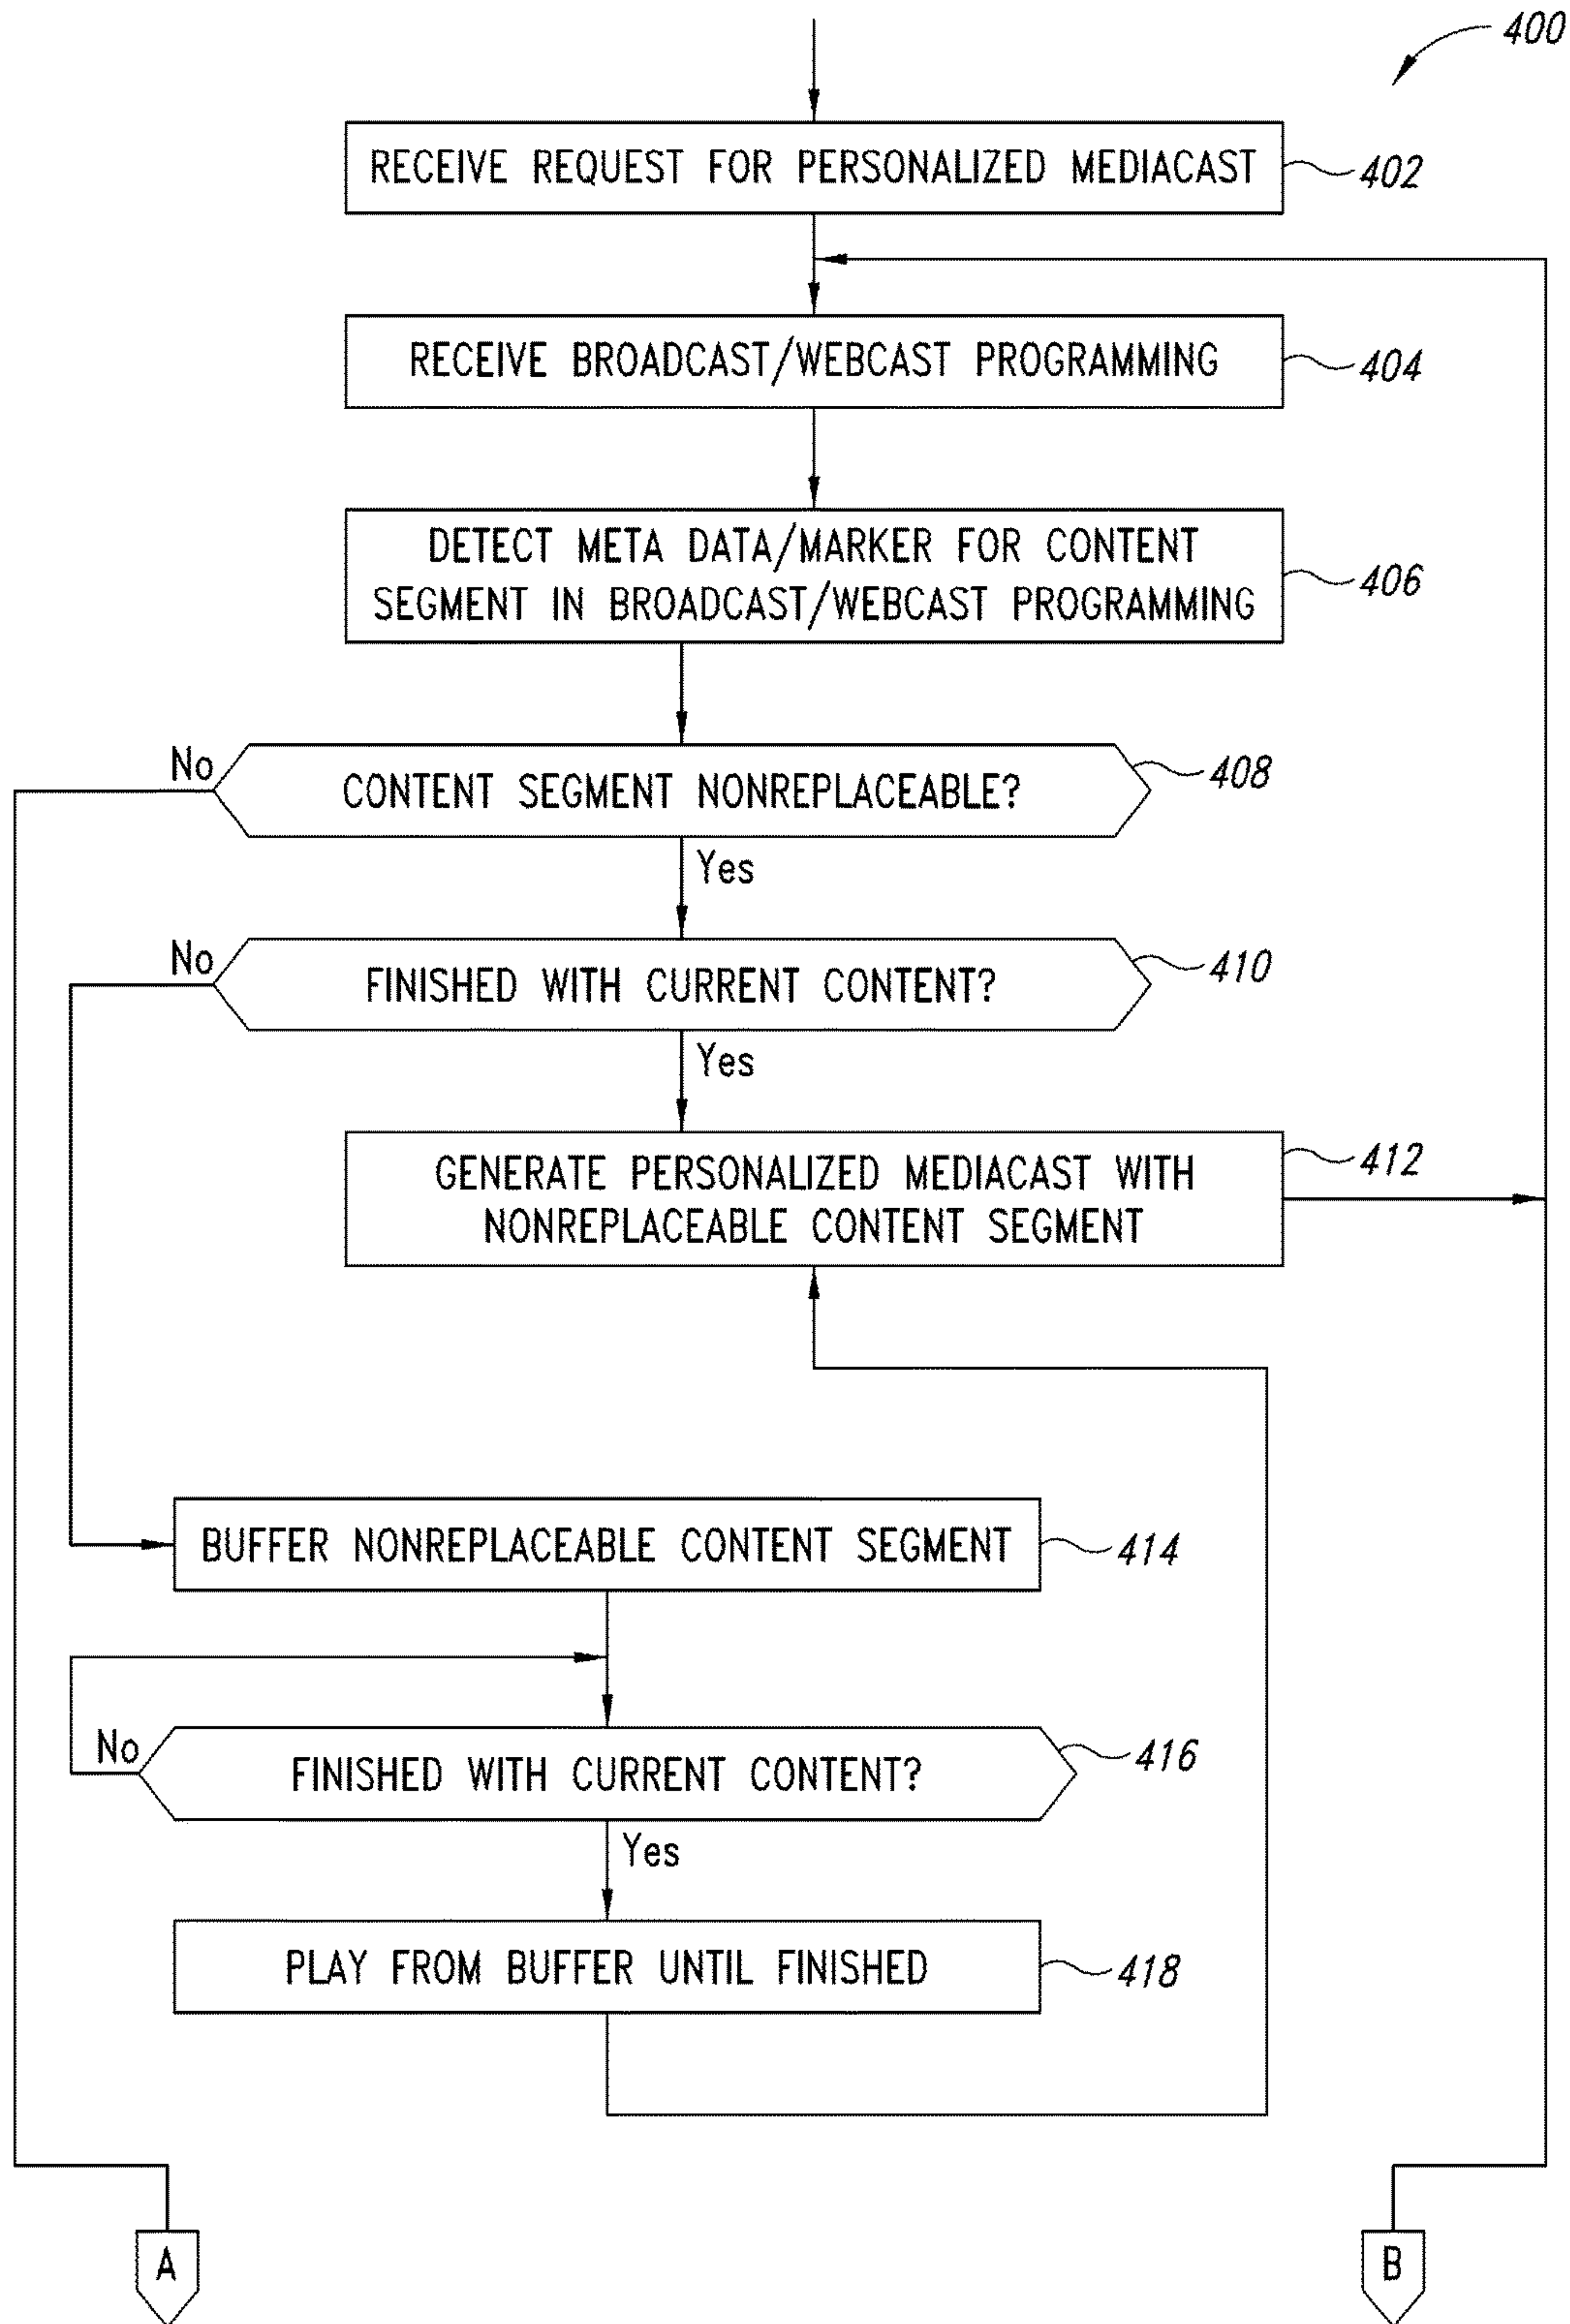 400
RECEIVE REQUEST FOR PERSONALIZED MEDIACAST
402
RECEIVE BROADCAST/WEBCAST PROGRAMMING
404
DETECT META DATA/MARKER FOR CONTENT
SEGMENT IN BROADCAST/WEBCAST PROGRAMMING
406
No
CONTENT SEGMENT NONREPLACEABLE?
408
Yes
No
FINISHED WITH CURRENT CONTENT?
410
Yes
GENERATE PERSONALIZED MEDIACAST WITH
NONREPLACEABLE CONTENT SEGMENT
412
BUFFER NONREPLACEABLE CONTENT SEGMENT
414
No
FINISHED WITH CURRENT CONTENT?
416
Yes
PLAY FROM BUFFER UNTIL FINISHED
418
A
B